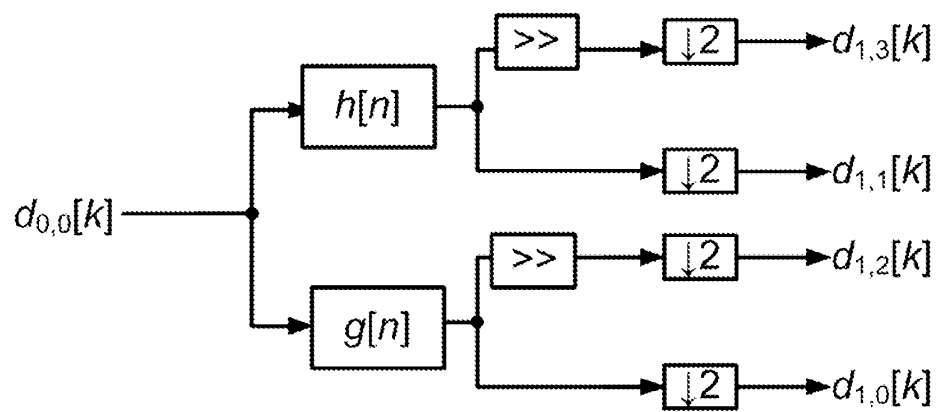 >> ↓2 d1,3[k]
h[n]
↓2 d1,1[k]
d0,0[k]
>> ↓2 d1,2[k]
g[n]
↓2 d1,0[k]